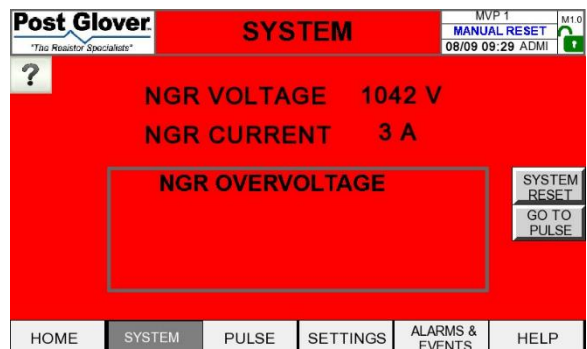 Post Glover.
"The Resistor Specialists"
SYSTEM
MVP 1
MANUAL RESET
08/09 09:29 ADMI
M1.0
?
NGR VOLTAGE 1042 V
NGR CURRENT 3 A
NGR OVERVOLTAGE
SYSTEM
RESET
GO TO
PULSE
HOME
SYSTEM
PULSE
SETTINGS
ALARMS &
EVENTS
HELP